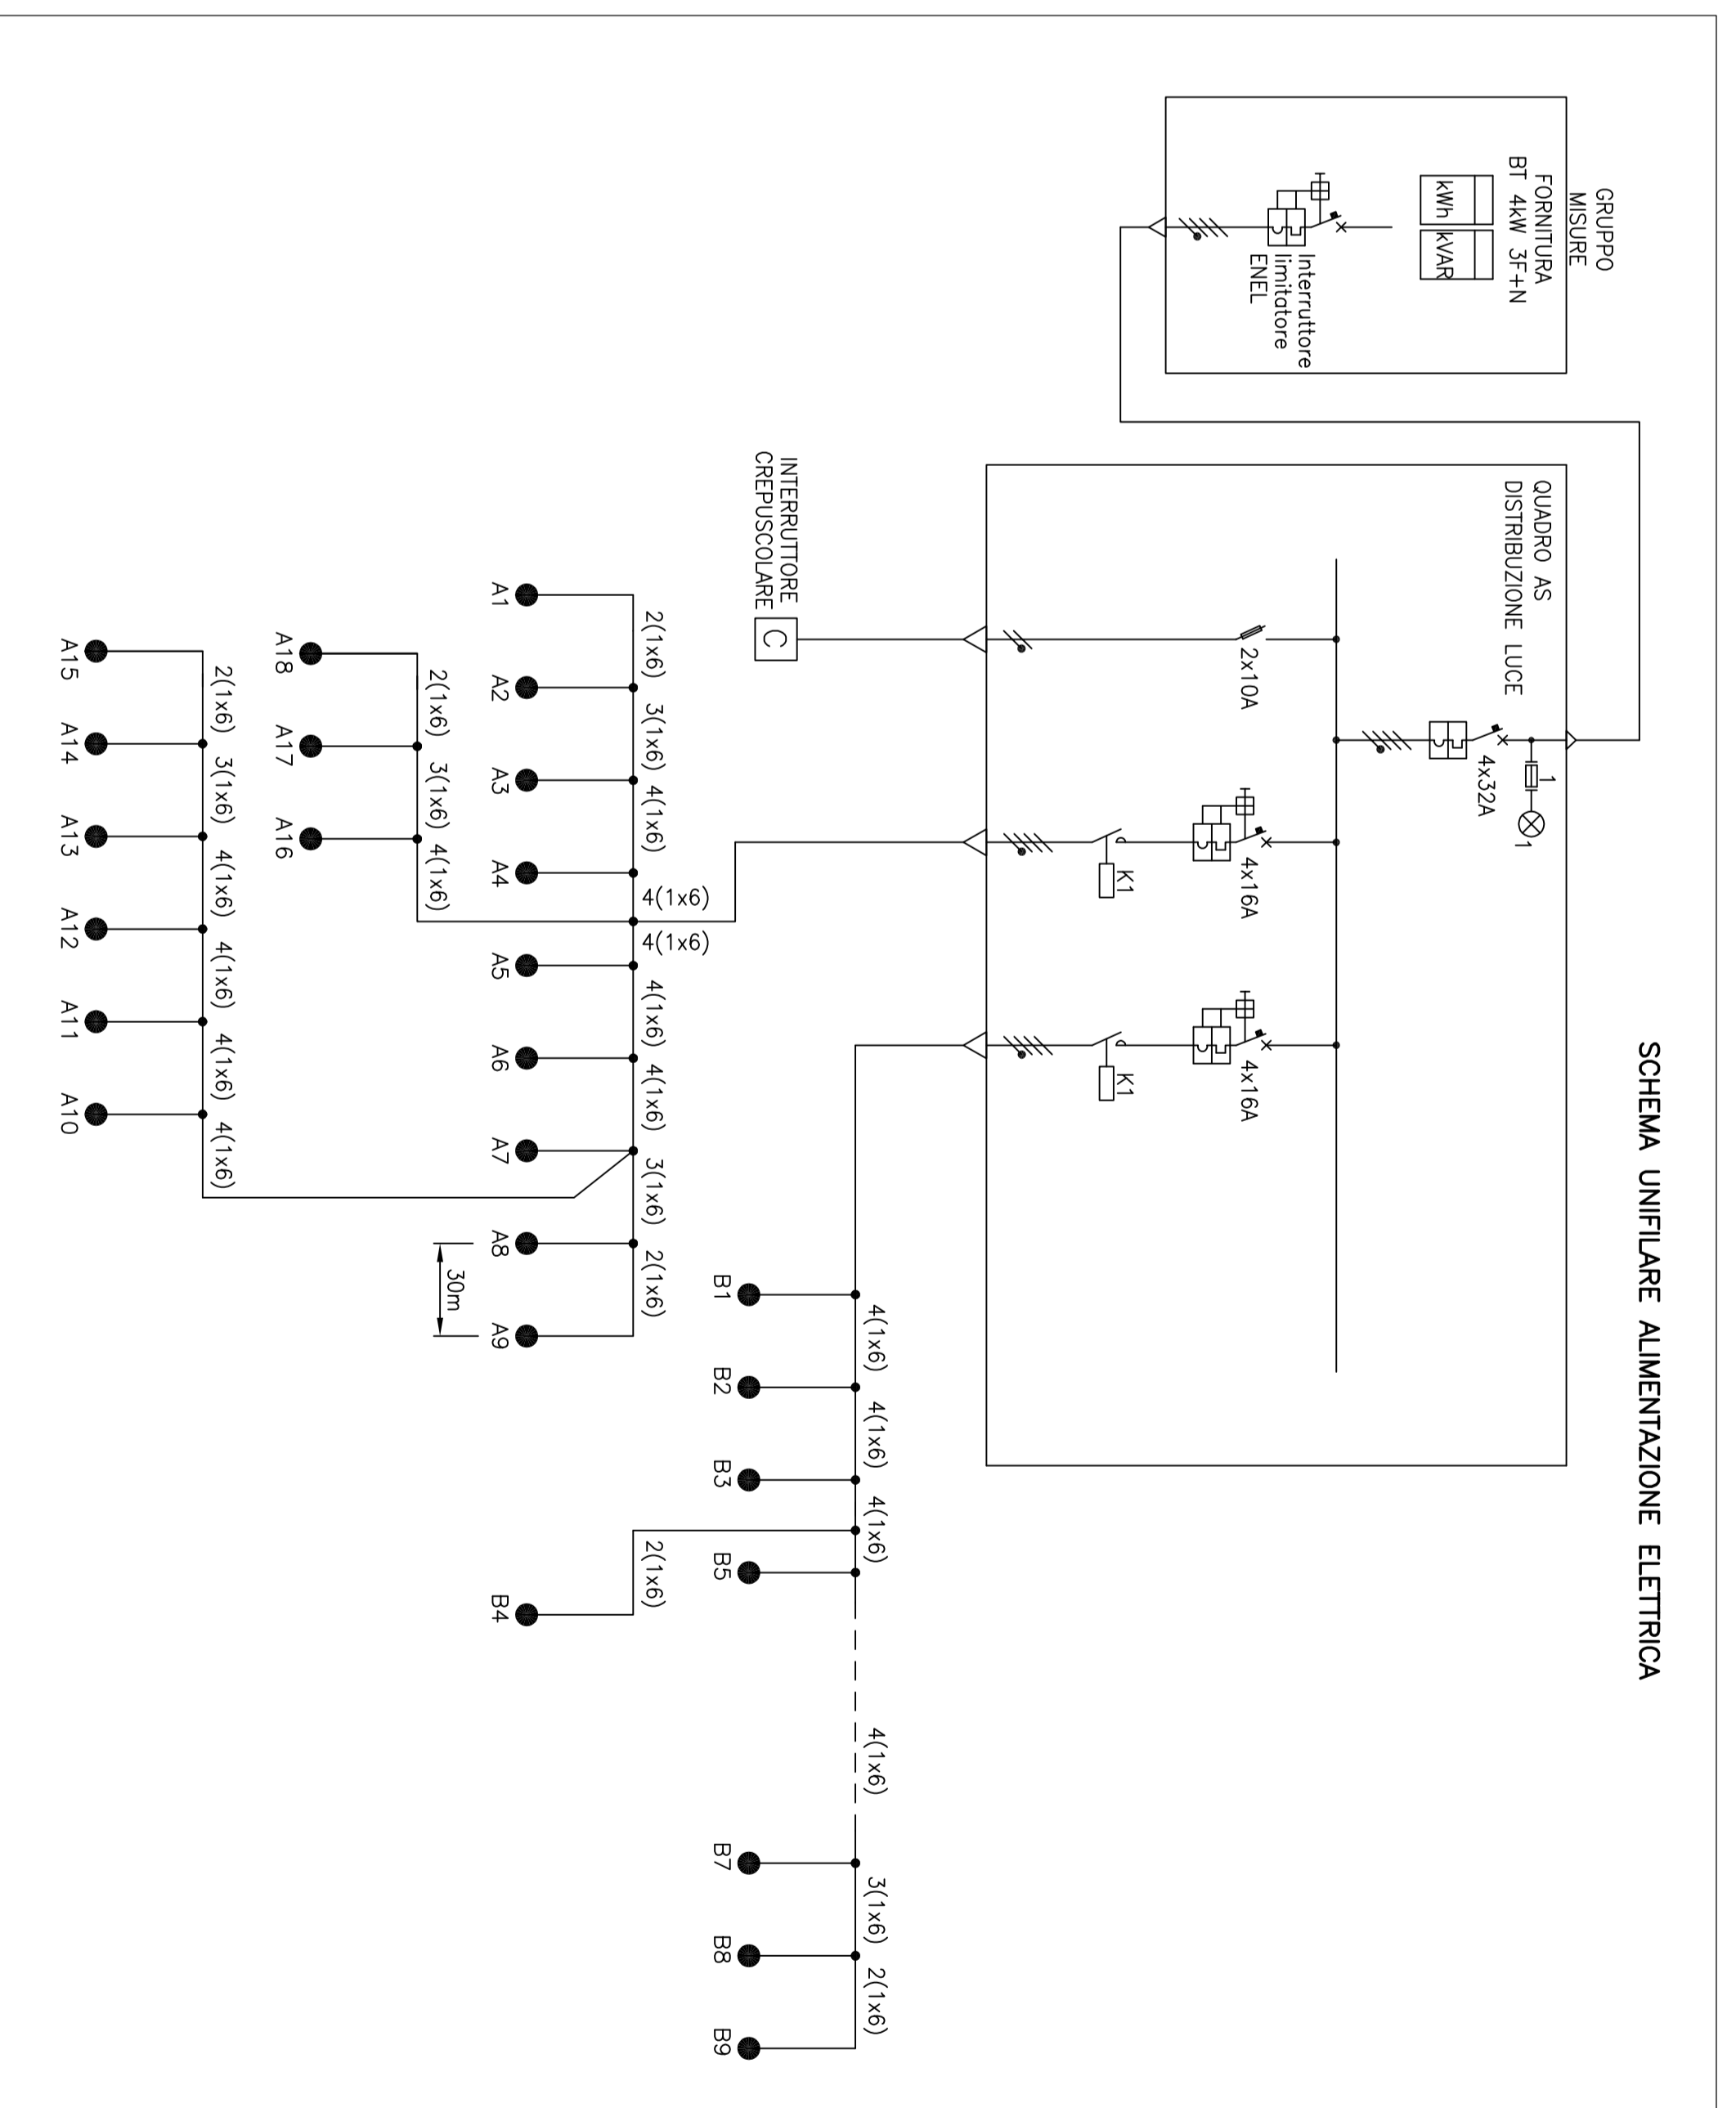 SCHEMA UNIFILARE ALIMENTAZIONE ELETTRICA
GRUPPO
MISURE
FORNITURA
BT 4kW 3F+N
kWh
kVAR
Interruttore
limitatore
ENEL
QUADRO AS
DISTRIBUZIONE LUCE
1
1
4x32A
2x10A
4x16A
4x16A
K1
K1
INTERRUTTORE
CREPUSCOLARE
C
4(1x6)
4(1x6)
4(1x6)
4(1x6)
3(1x6)
2(1x6)
B1
B2
B3
B5
B7
B8
B9
2(1x6)
B4
4(1x6)
4(1x6)
2(1x6)
3(1x6)
4(1x6)
4(1x6)
4(1x6)
3(1x6)
2(1x6)
A1
A2
A3
A4
A5
A6
A7
A8
A9
30m
2(1x6)
3(1x6)
4(1x6)
A18
A17
A16
2(1x6)
3(1x6)
4(1x6)
4(1x6)
4(1x6)
4(1x6)
A15
A14
A13
A12
A11
A10